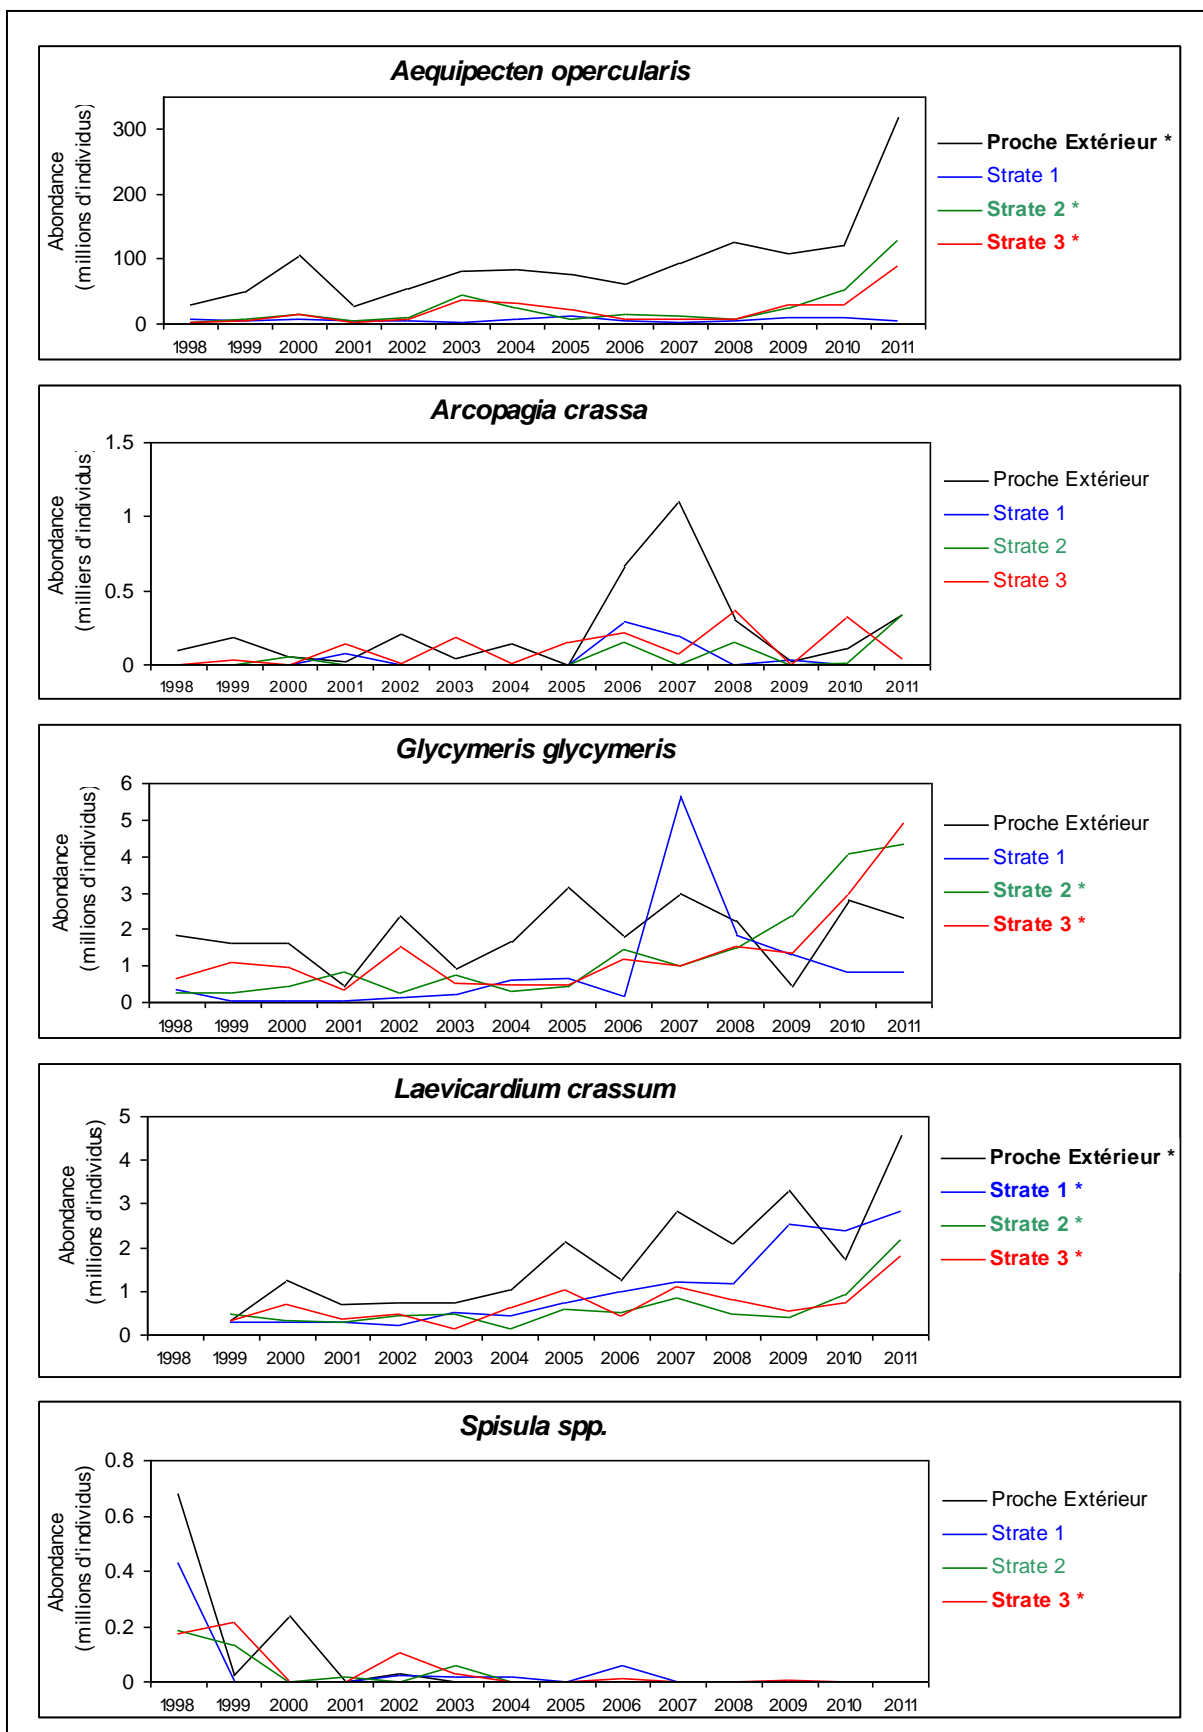 Aequipecten opercularis
Abondance
(millions d'individus)
300
200
100
0
1998 1999 2000 2001 2002 2003 2004 2005 2006 2007 2008 2009 2010 2011
Proche Extérieur *
Strate 1
Strate 2 *
Strate 3 *
Arcopagia crassa
Abondance
(milliers d'individus)
1.5
1
0.5
0
1998 1999 2000 2001 2002 2003 2004 2005 2006 2007 2008 2009 2010 2011
Proche Extérieur
Strate 1
Strate 2
Strate 3
Glycymeris glycymeris
Abondance
(millions d'individus)
6
5
4
3
2
1
0
1998 1999 2000 2001 2002 2003 2004 2005 2006 2007 2008 2009 2010 2011
Proche Extérieur
Strate 1
Strate 2 *
Strate 3 *
Laevicardium crassum
Abondance
(millions d'individus)
5
4
3
2
1
0
1998 1999 2000 2001 2002 2003 2004 2005 2006 2007 2008 2009 2010 2011
Proche Extérieur *
Strate 1 *
Strate 2 *
Strate 3 *
Spisula spp.
Abondance
(millions d'individus)
0.8
0.6
0.4
0.2
0
1998 1999 2000 2001 2002 2003 2004 2005 2006 2007 2008 2009 2010 2011
Proche Extérieur
Strate 1
Strate 2
Strate 3 *